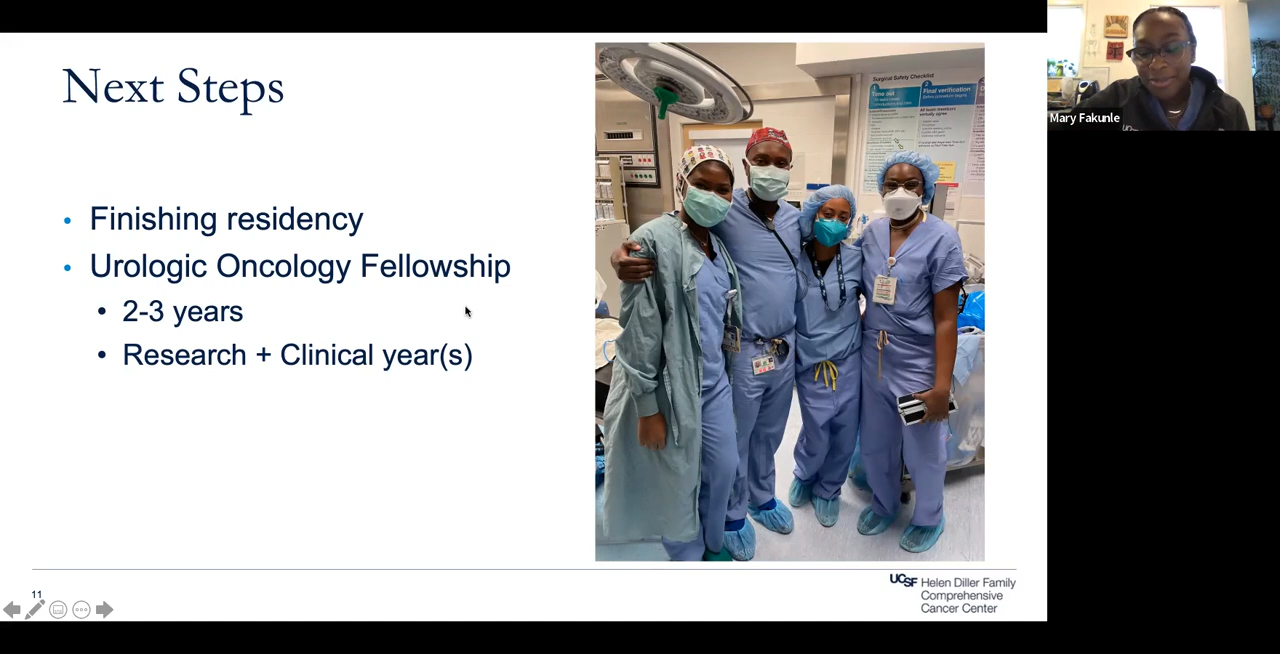 Next Steps
• Finishing residency
• Urologic Oncology Fellowship
• 2-3 years
• Research + Clinical year(s)
Surgical Safety Checklist
Time out
Final verification
11
UCSF Helen Diller Family
Comprehensive
Cancer Center
Mary Fakunle